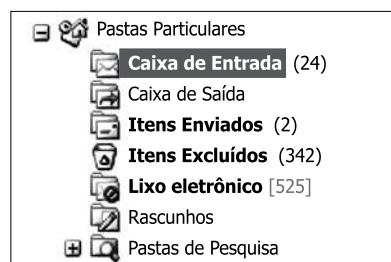 Pastas Particulares
Caixa de Entrada (24)
Caixa de Saída
Itens Enviados (2)
Itens Excluídos (342)
Lixo eletrônico [525]
Rascunhos
Pastas de Pesquisa